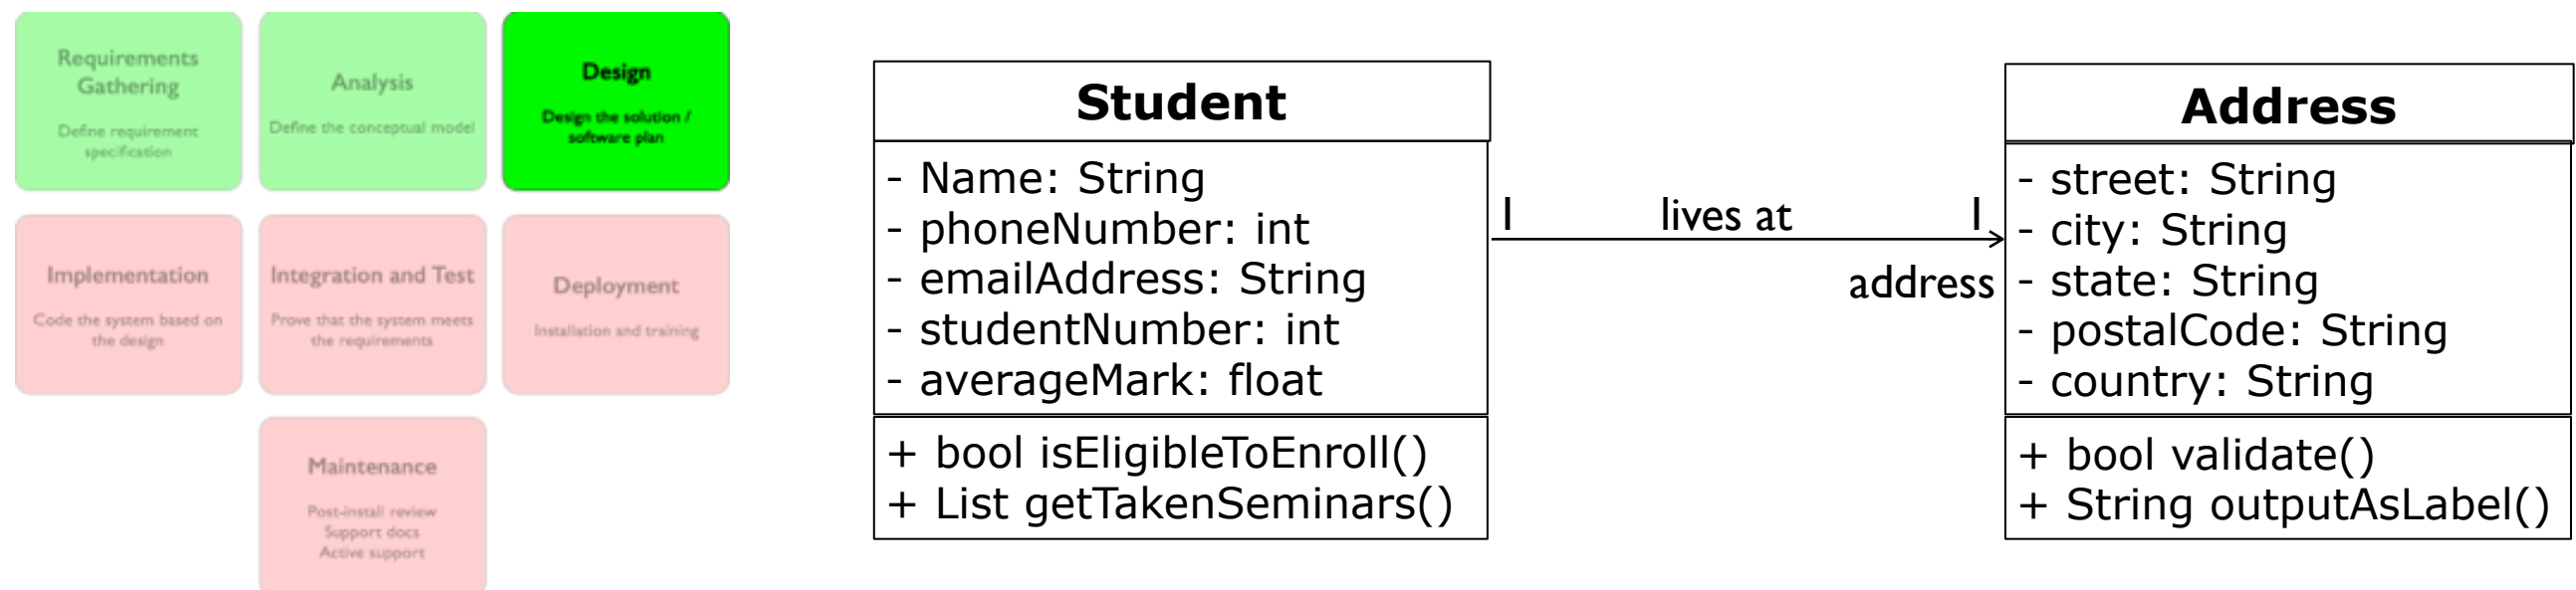 Requirements
Gathering
Define requirement
specification
Analysis
Define the conceptual model
Design
Design the solution /
software plan
Implementation
Code the system based on
the design
Integration and Test
Prove that the system meets
the requirements
Deployment
Installation and training
Maintenance
Post-install review
Support docs
Active support
Student
- Name: String
- phoneNumber: int
- emailAddress: String
- studentNumber: int
- averageMark: float
+ bool isEligibleToEnroll()
+ List getTakenSeminars()
1 lives at 1
address
Address
- street: String
- city: String
- state: String
- postalCode: String
- country: String
+ bool validate()
+ String outputAsLabel()